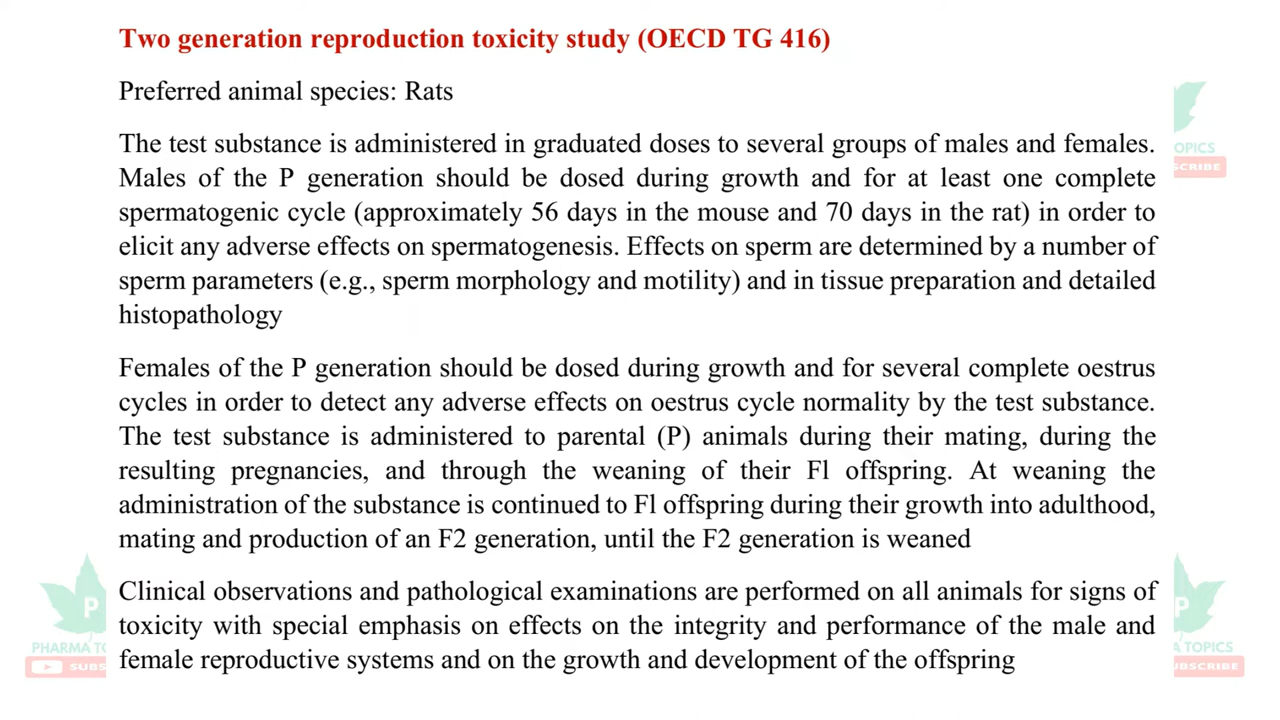 Two generation reproduction toxicity study (OECD TG 416)
Preferred animal species: Rats
The test substance is administered in graduated doses to several groups of males and females.
Males of the P generation should be dosed during growth and for at least one complete
spermatogenic cycle (approximately 56 days in the mouse and 70 days in the rat) in order to
elicit any adverse effects on spermatogenesis. Effects on sperm are determined by a number of
sperm parameters (e.g., sperm morphology and motility) and in tissue preparation and detailed
histopathology
Females of the P generation should be dosed during growth and for several complete oestrus
cycles in order to detect any adverse effects on oestrus cycle normality by the test substance.
The test substance is administered to parental (P) animals during their mating, during the
resulting pregnancies, and through the weaning of their Fl offspring. At weaning the
administration of the substance is continued to Fl offspring during their growth into adulthood,
mating and production of an F2 generation, until the F2 generation is weaned
Clinical observations and pathological examinations are performed on all animals for signs of
toxicity with special emphasis on effects on the integrity and performance of the male and
female reproductive systems and on the growth and development of the offspring
TOPICS
SCRIBE
P
PHARMA TO
SUBS
P
A TOPICS
UBSCRIBE